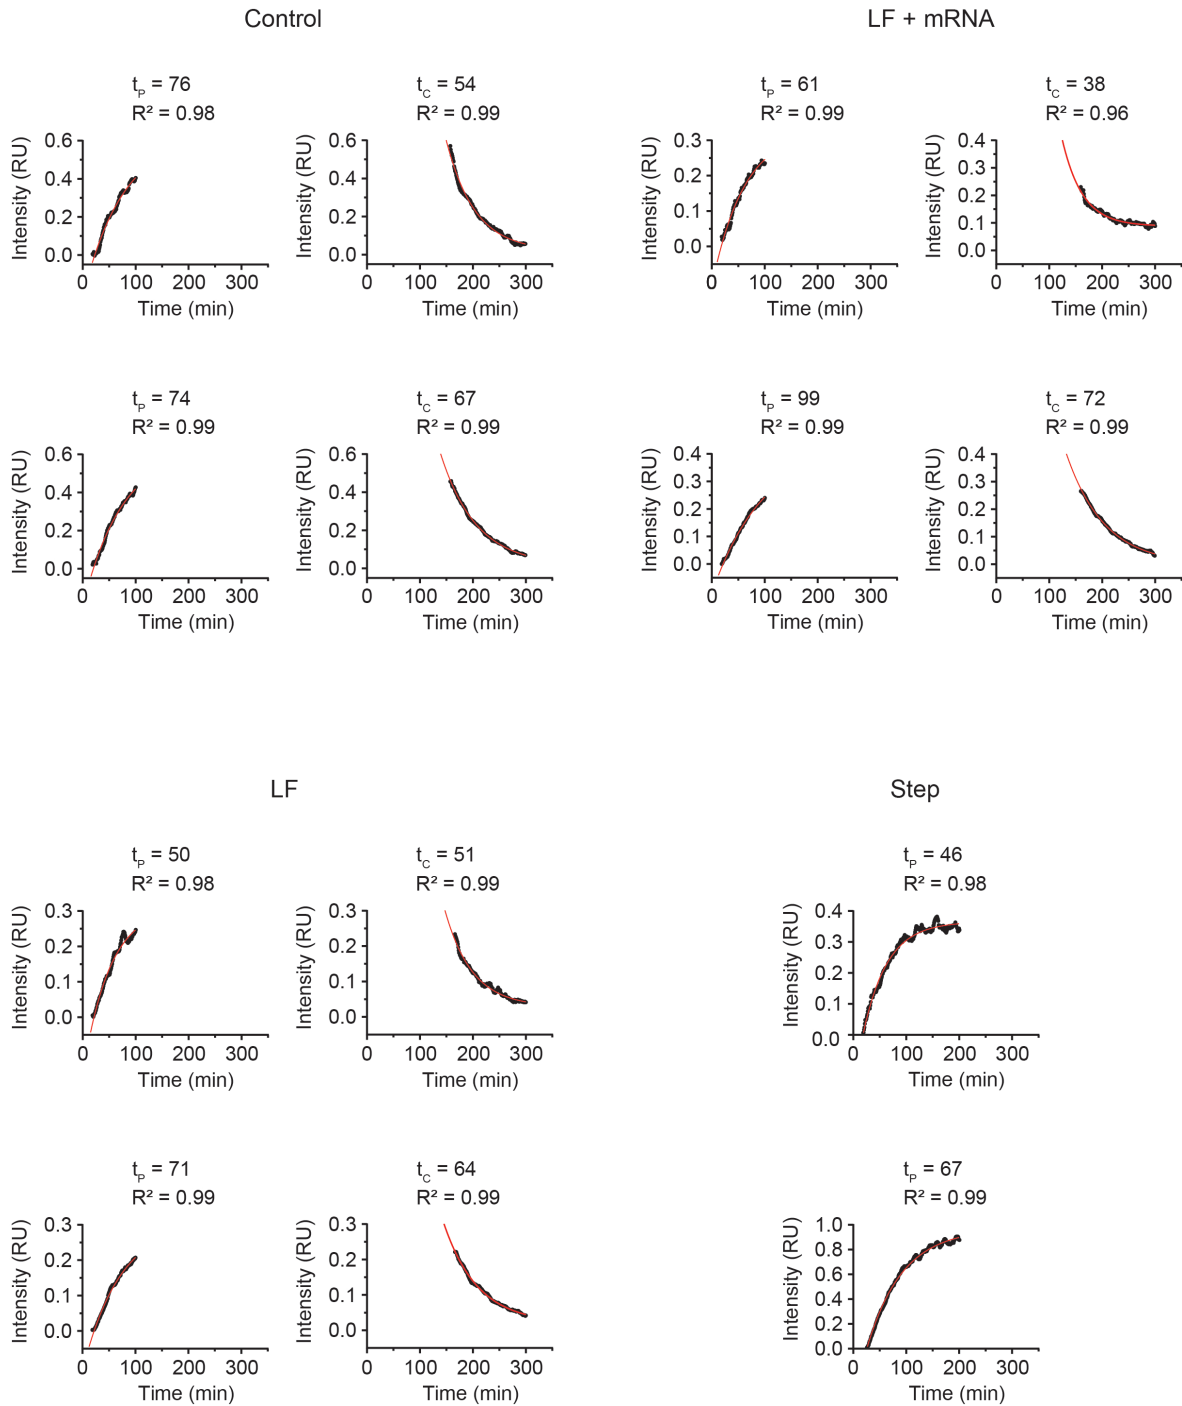 Control
LF + mRNA
tP = 76
R² = 0.98
tC = 54
R² = 0.99
tP = 61
R² = 0.99
tC = 38
R² = 0.96
Intensity (RU)
0.6
0.4
0.2
0.0
0 100 200 300
Time (min)
Intensity (RU)
0.6
0.4
0.2
0.0
0 100 200 300
Time (min)
Intensity (RU)
0.3
0.2
0.1
0.0
0 100 200 300
Time (min)
Intensity (RU)
0.4
0.3
0.2
0.1
0.0
0 100 200 300
Time (min)
tP = 74
R² = 0.99
tC = 67
R² = 0.99
tP = 99
R² = 0.99
tC = 72
R² = 0.99
Intensity (RU)
0.6
0.4
0.2
0.0
0 100 200 300
Time (min)
Intensity (RU)
0.6
0.4
0.2
0.0
0 100 200 300
Time (min)
Intensity (RU)
0.4
0.3
0.2
0.1
0.0
0 100 200 300
Time (min)
Intensity (RU)
0.4
0.3
0.2
0.1
0.0
0 100 200 300
Time (min)
LF
Step
tP = 50
R² = 0.98
tC = 51
R² = 0.99
tP = 46
R² = 0.98
Intensity (RU)
0.3
0.2
0.1
0.0
0 100 200 300
Time (min)
Intensity (RU)
0.3
0.2
0.1
0.0
0 100 200 300
Time (min)
Intensity (RU)
0.4
0.3
0.2
0.1
0.0
0 100 200 300
Time (min)
tP = 71
R² = 0.99
tC = 64
R² = 0.99
tP = 67
R² = 0.99
Intensity (RU)
0.3
0.2
0.1
0.0
0 100 200 300
Time (min)
Intensity (RU)
0.3
0.2
0.1
0.0
0 100 200 300
Time (min)
Intensity (RU)
1.0
0.8
0.6
0.4
0.2
0.0
0 100 200 300
Time (min)